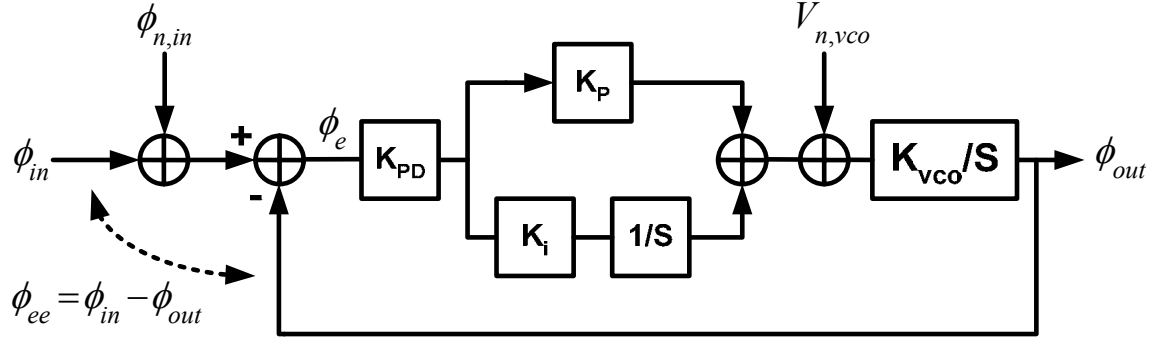 ϕn,in
Vn,vco
ϕin
+
-
ϕe
KPD
KP
Ki
1/S
Kvco/S
ϕout
ϕee = ϕin − ϕout